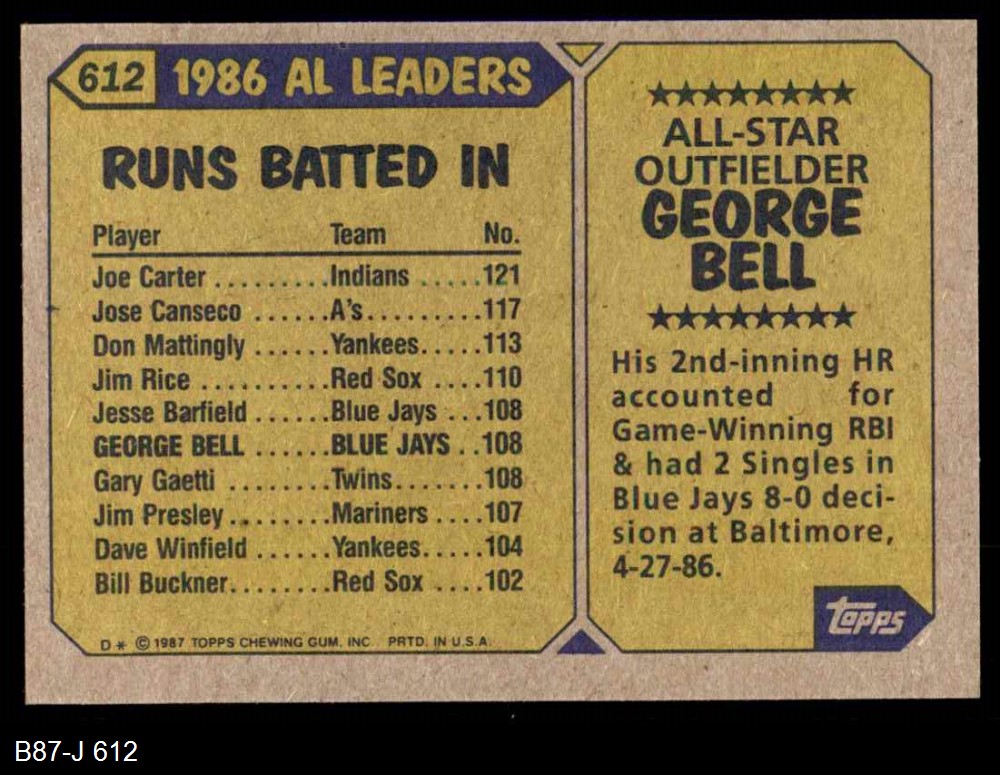 612 1986 AL LEADERS
RUNS BATTED IN
Player Team No.
Joe Carter .........Indians .....121
Jose Canseco ......A's..........117
Don Mattingly ......Yankees.....113
Jim Rice ..........Red Sox ....110
Jesse Barfield ......Blue Jays ...108
GEORGE BELL ......BLUE JAYS ..108
Gary Gaetti ........Twins.......108
Jim Presley........Mariners ....107
Dave Winfield ......Yankees.....104
Bill Buckner........Red Sox ....102
D* © 1987 TOPPS CHEWING GUM, INC. PRTD. IN U.S.A.
ALL-STAR
OUTFIELDER
GEORGE
BELL
His 2nd-inning HR
accounted for
Game-Winning RBI
& had 2 Singles in
Blue Jays 8-0 deci-
sion at Baltimore,
4-27-86.
topps
B87-J 612